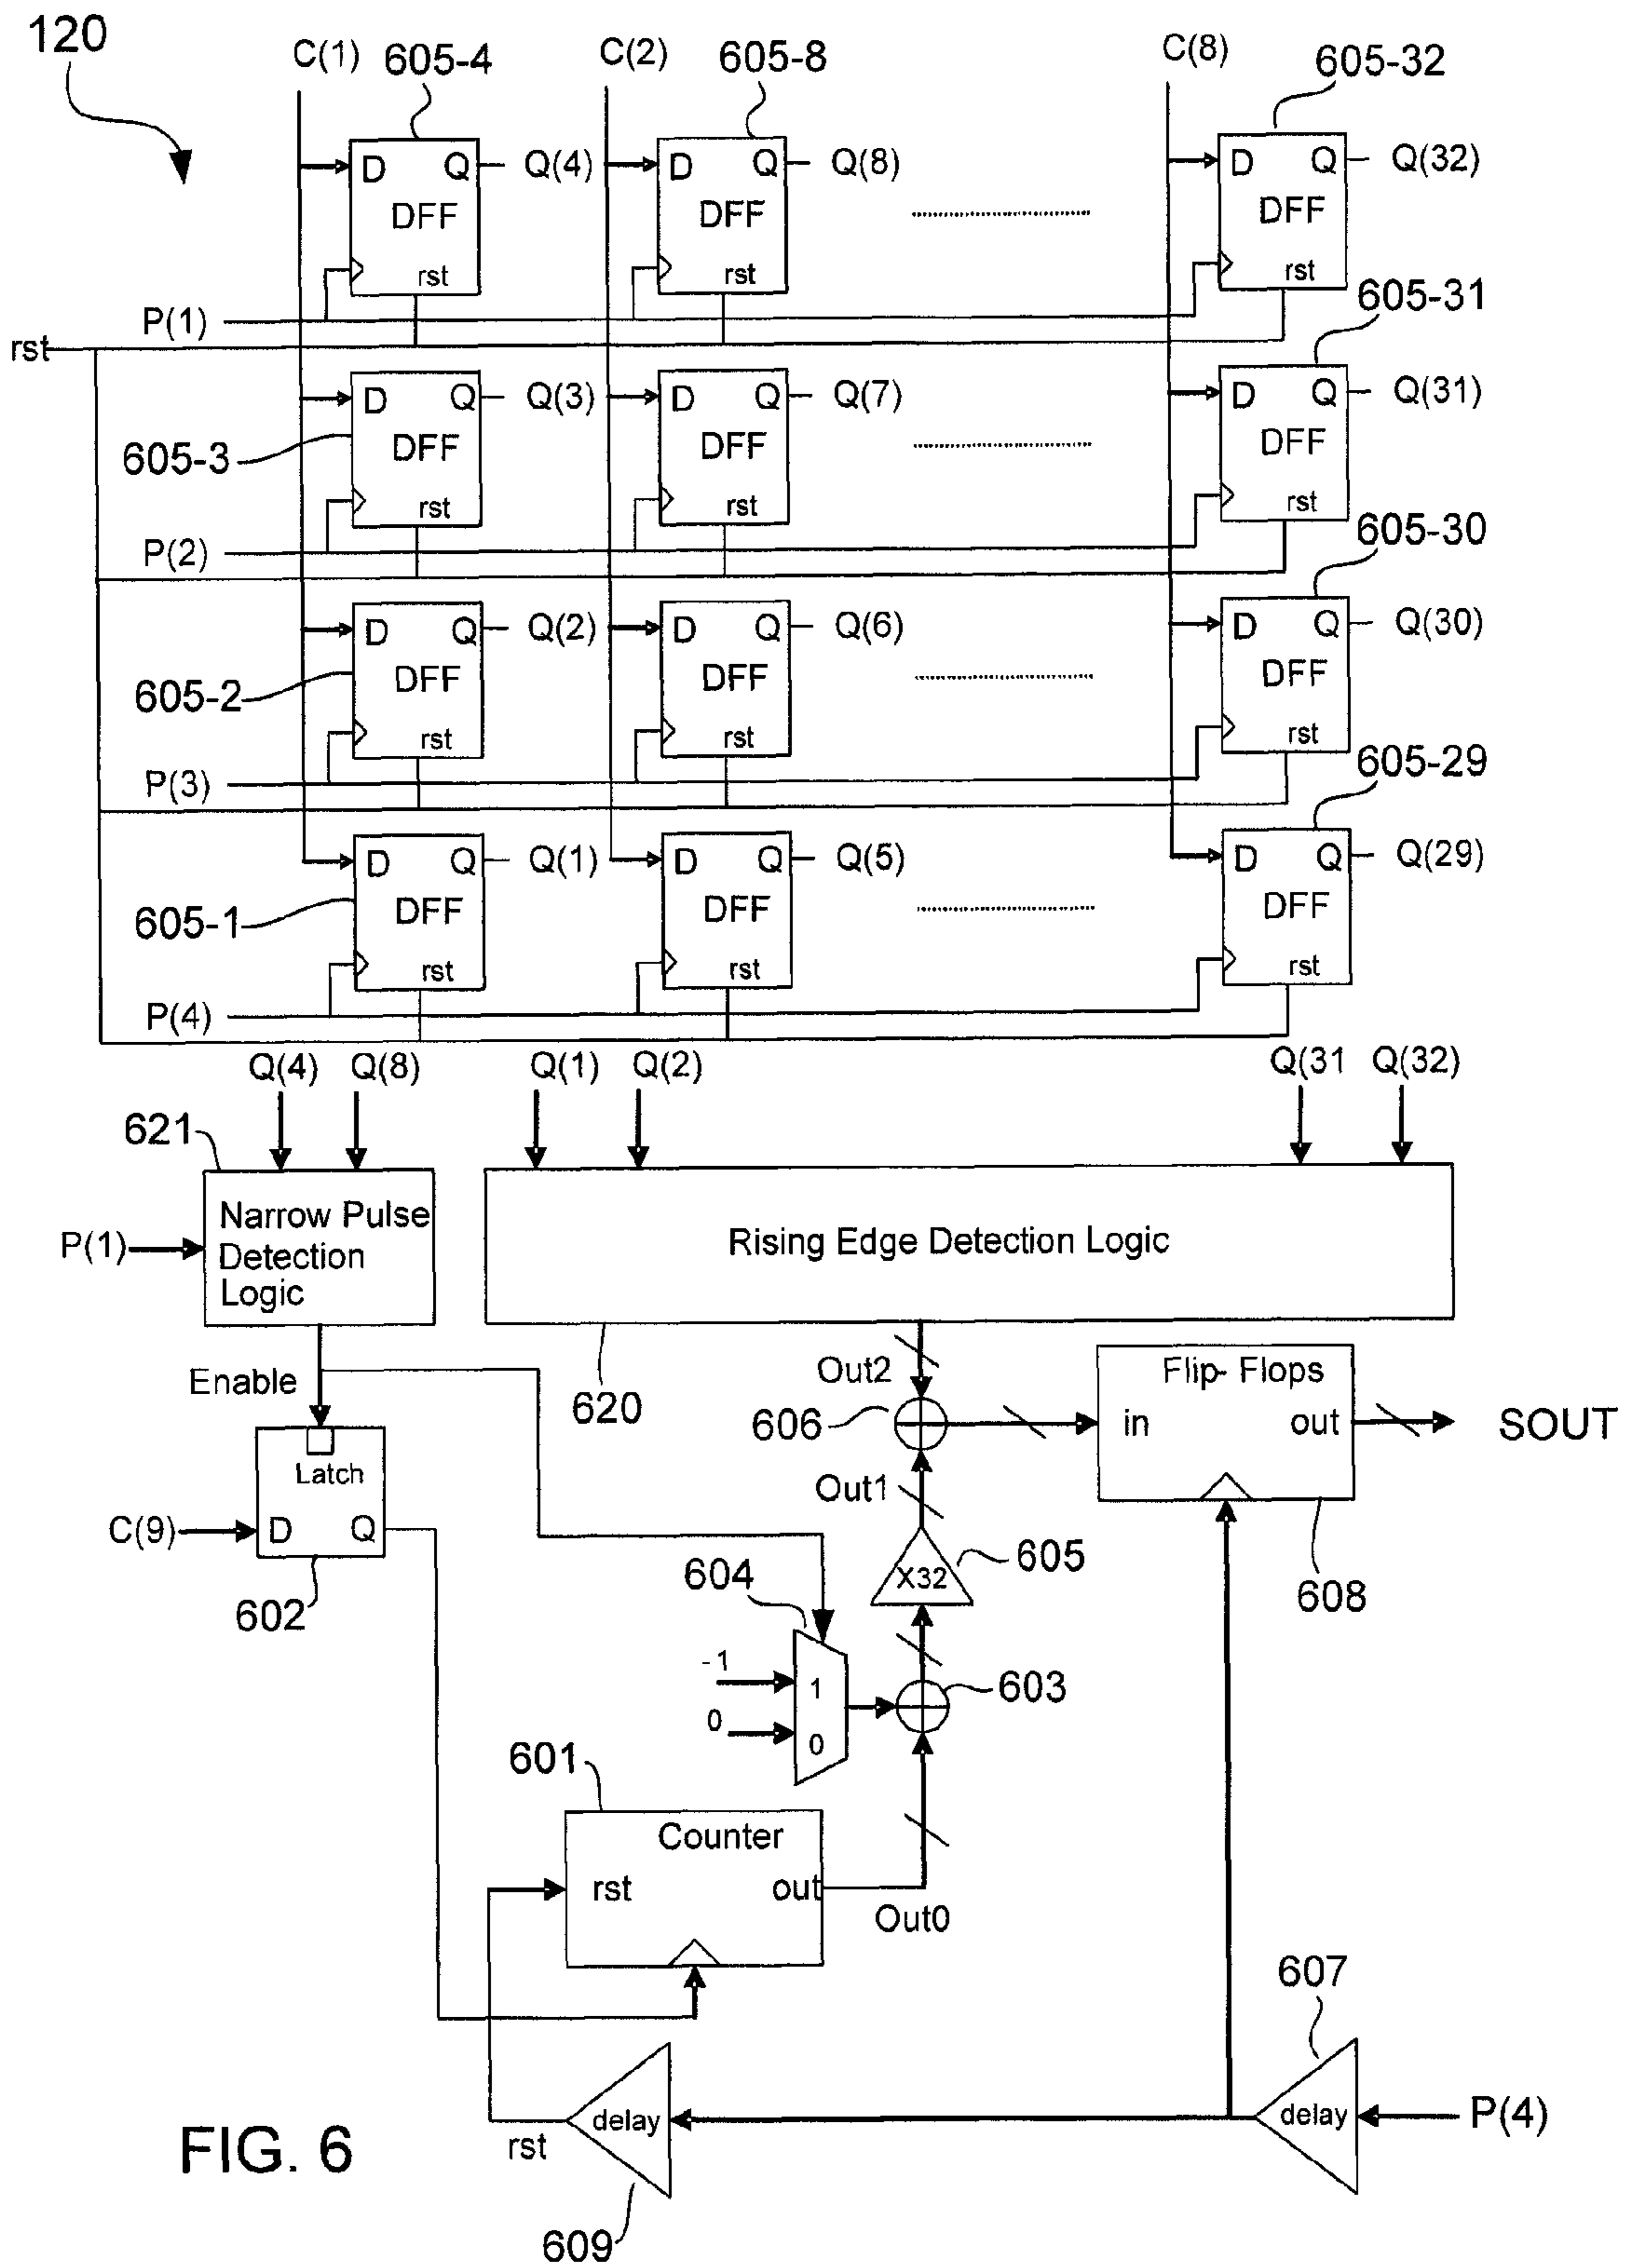 120
C(1) 605-4 C(2) 605-8 C(8) 605-32
D Q Q(4) D Q Q(8) D Q Q(32)
DFF DFF DFF
rst rst rst
P(1) 605-31
rst
D Q Q(3) D Q Q(7) D Q Q(31)
605-3 DFF DFF DFF
rst rst rst
P(2) 605-30
D Q Q(2) D Q Q(6) D Q Q(30)
605-2 DFF DFF DFF
rst rst rst
P(3) 605-29
D Q Q(1) D Q Q(5) D Q Q(29)
605-1 DFF DFF DFF
rst rst rst
P(4)
Q(4) Q(8) Q(1) Q(2) Q(31 Q(32)
621
Narrow Pulse
Detection
Logic
P(1)
Rising Edge Detection Logic
Enable
620
Out2
606
Flip- Flops
in out
SOUT
Latch
C(9) D Q
602
Out1
X32
605
608
604
-1
1
0
0
603
601
Counter
rst out
Out0
607
delay
P(4)
delay
rst
609
FIG. 6